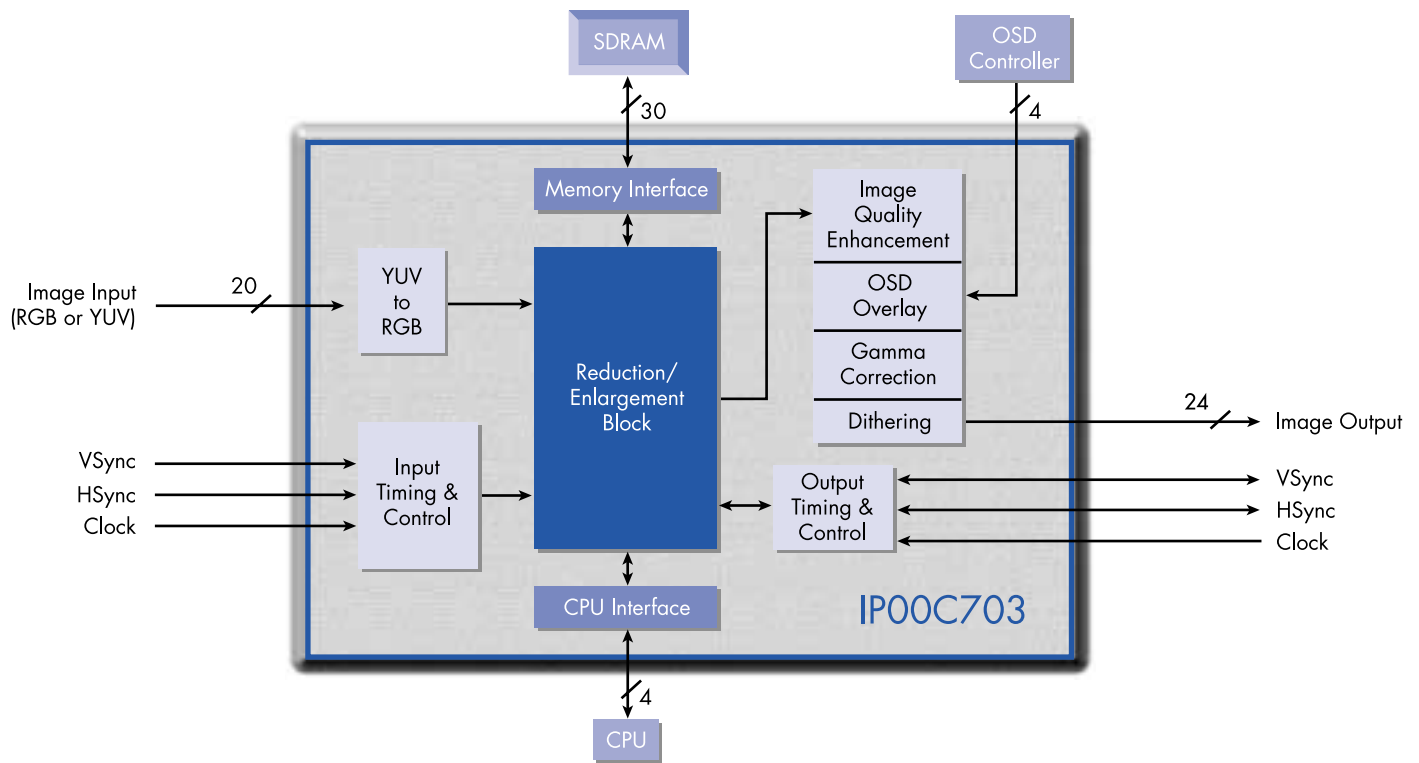 SDRAM
OSD
Controller
30
4
Memory Interface
Image
Quality
Enhancement
YUV
to
RGB
20
Image Input
(RGB or YUV)
OSD
Overlay
Reduction/
Enlargement
Block
Gamma
Correction
Dithering
24
Image Output
VSync
HSync
Clock
Input
Timing &
Control
Output
Timing &
Control
VSync
HSync
Clock
CPU Interface
IP00C703
4
CPU